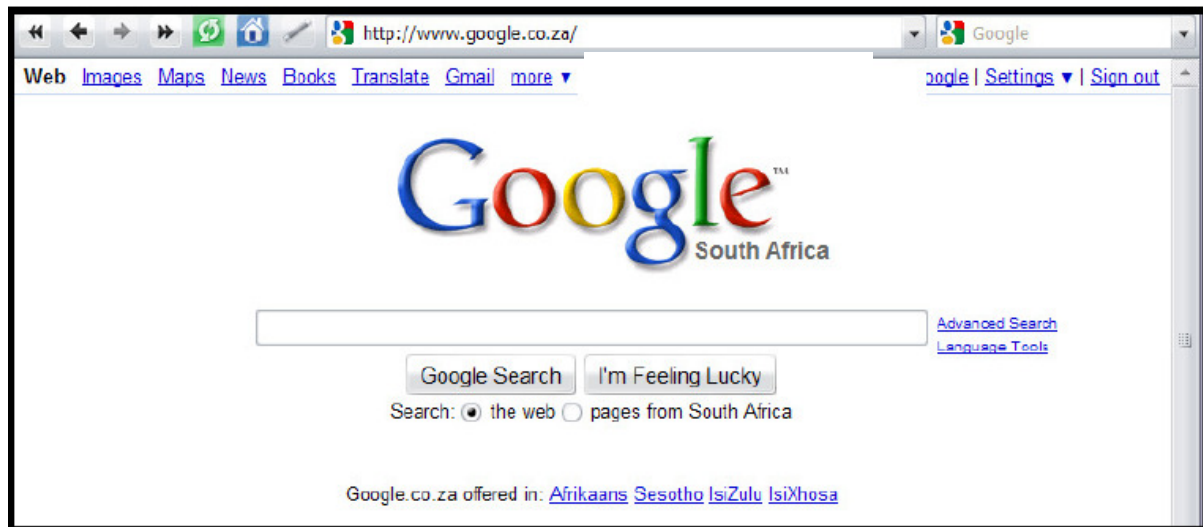 http://www.google.co.za/ Google
Web Images Maps News Books Translate Gmail more ▼ oogle | Settings ▼ | Sign out
Google™
South Africa
Advanced Search
Language Tools
Google Search I'm Feeling Lucky
Search: the web pages from South Africa
Google.co.za offered in: Afrikaans Sesotho IsiZulu IsiXhosa